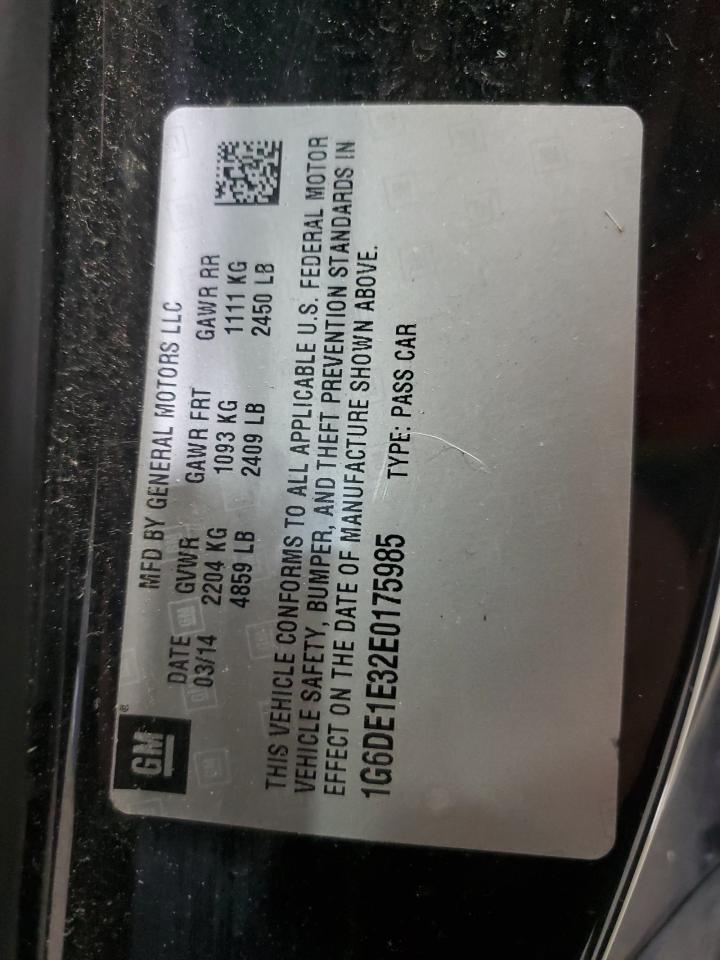 GM®
MFD BY GENERAL MOTORS LLC
DATE GVWR GAWR FRT GAWR RR
03/14 2204 KG 1093 KG 1111 KG
4859 LB 2409 LB 2450 LB
THIS VEHICLE CONFORMS TO ALL APPLICABLE U.S. FEDERAL MOTOR
VEHICLE SAFETY, BUMPER, AND THEFT PREVENTION STANDARDS IN
EFFECT ON THE DATE OF MANUFACTURE SHOWN ABOVE.
1G6DE1E32E0175985 TYPE: PASS CAR